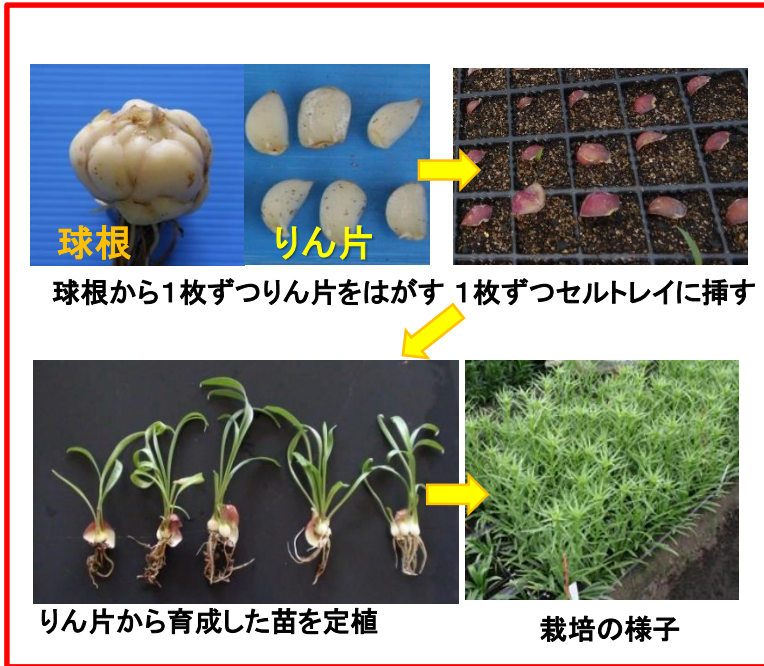 球根
りん片
球根から1枚ずつりん片をはがす
1枚ずつセルトレイに挿す
りん片から育成した苗を定植
栽培の様子